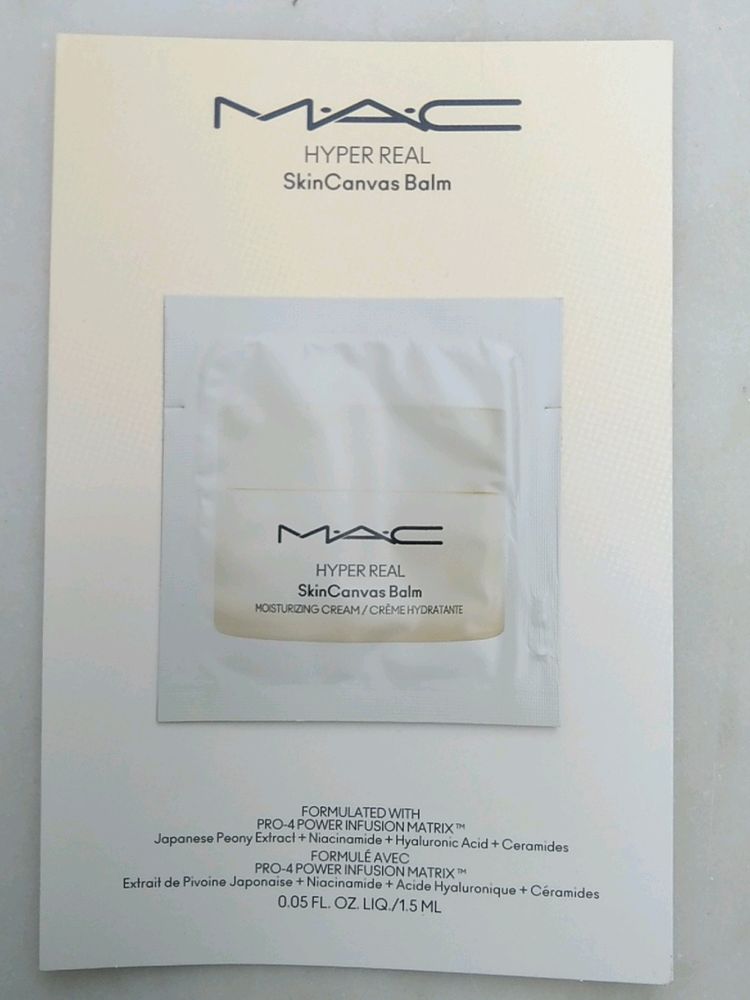 M·A·C
HYPER REAL
SkinCanvas Balm
M·A·C
HYPER REAL
SkinCanvas Balm
MOISTURIZING CREAM / CRÈME HYDRATANTE
FORMULATED WITH
PRO-4 POWER INFUSION MATRIX™
Japanese Peony Extract + Niacinamide + Hyaluronic Acid + Ceramides
FORMULÉ AVEC
PRO-4 POWER INFUSION MATRIX™
Extrait de Pivoine Japonaise + Niacinamide + Acide Hyaluronique + Céramides
0.05 FL. OZ. LIQ./1.5 ML